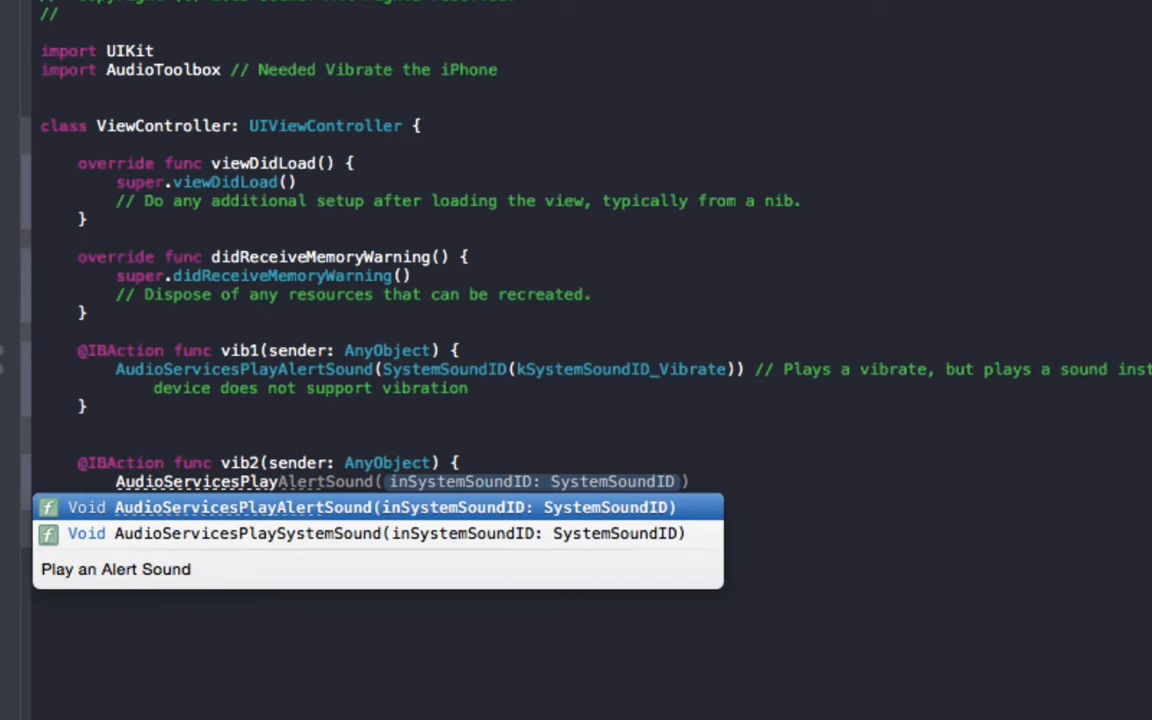 //
import UIKit
import AudioToolbox // Needed Vibrate the iPhone
class ViewController: UIViewController {
override func viewDidLoad() {
super.viewDidLoad()
// Do any additional setup after loading the view, typically from a nib.
}
override func didReceiveMemoryWarning() {
super.didReceiveMemoryWarning()
// Dispose of any resources that can be recreated.
}
@IBAction func vib1(sender: AnyObject) {
AudioServicesPlayAlertSound(SystemSoundID(kSystemSoundID_Vibrate)) // Plays a vibrate, but plays a sound inst
device does not support vibration
}
@IBAction func vib2(sender: AnyObject) {
AudioServicesPlayAlertSound(inSystemSoundID: SystemSoundID)
f Void AudioServicesPlayAlertSound(inSystemSoundID: SystemSoundID)
f Void AudioServicesPlaySystemSound(inSystemSoundID: SystemSoundID)
Play an Alert Sound